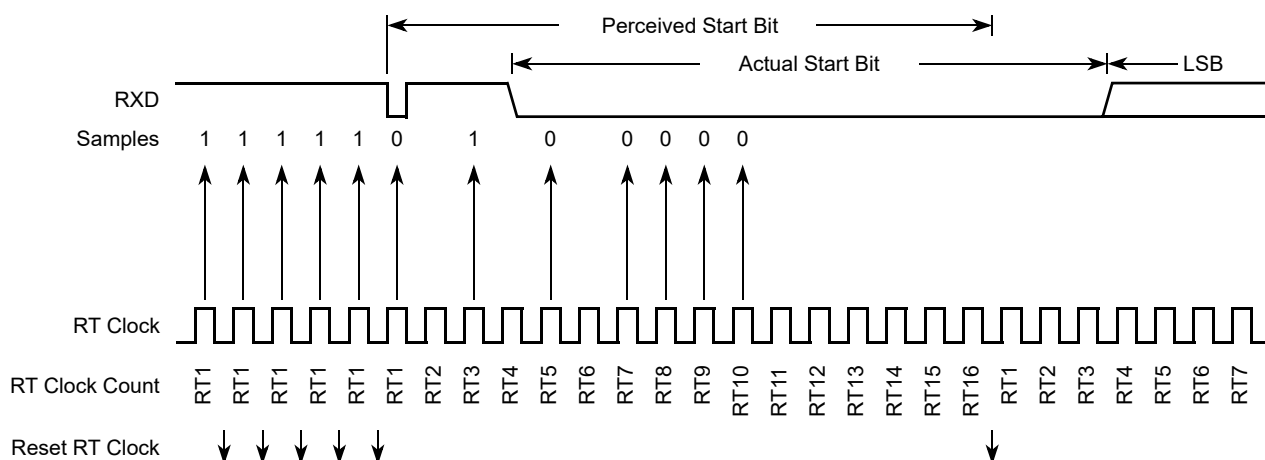 Perceived Start Bit
Actual Start Bit LSB
RXD
Samples 1 1 1 1 1 0 1 0 0 0 0 0
RT Clock
RT Clock Count RT1 RT1 RT1 RT1 RT1 RT1 RT2 RT3 RT4 RT5 RT6 RT7 RT8 RT9 RT10 RT11 RT12 RT13 RT14 RT15 RT16 RT1 RT2 RT3 RT4 RT5 RT6 RT7
Reset RT Clock